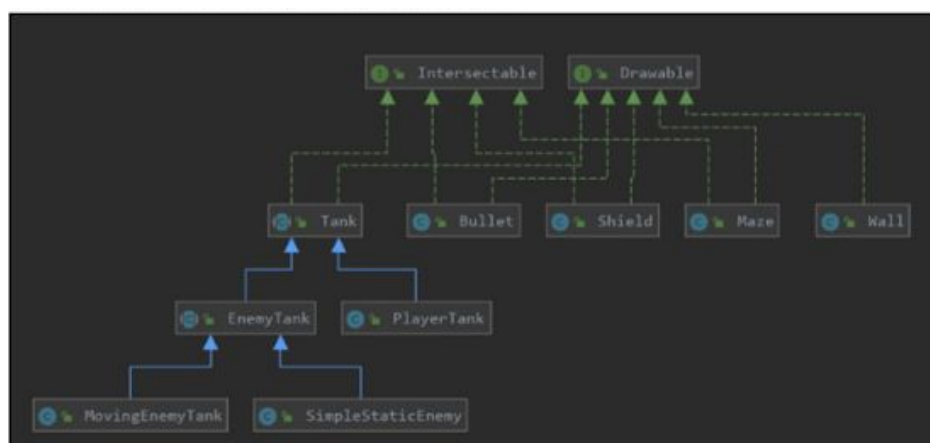 Intersectable Drawable
Tank Bullet Shield Maze Wall
EnemyTank PlayerTank
MovingEnemyTank SimpleStaticEnemy